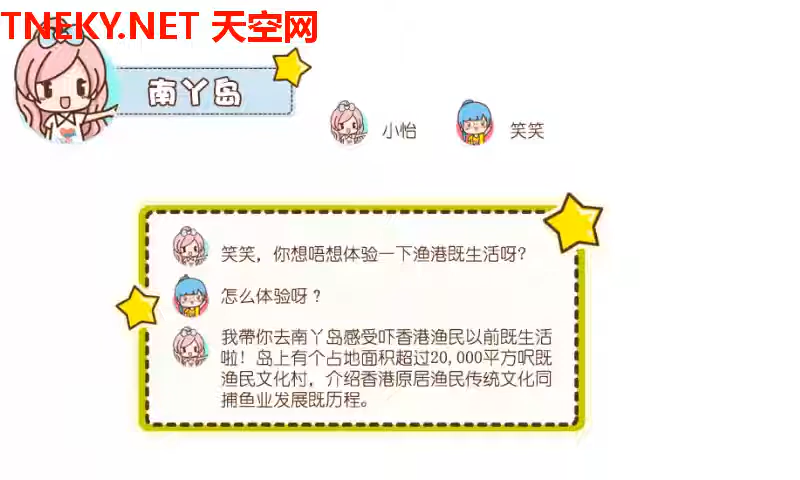 TNEKY.NET 天空网
南丫岛
小怡 笑笑
笑笑，你想唔想体验一下渔港既生活呀？
怎么体验呀？
我帶你去南丫岛感受吓香港渔民以前既生活
啦！岛上有个占地面积超过20,000平方呎既
渔民文化村，介绍香港原居渔民传统文化同
捕鱼业发展既历程。